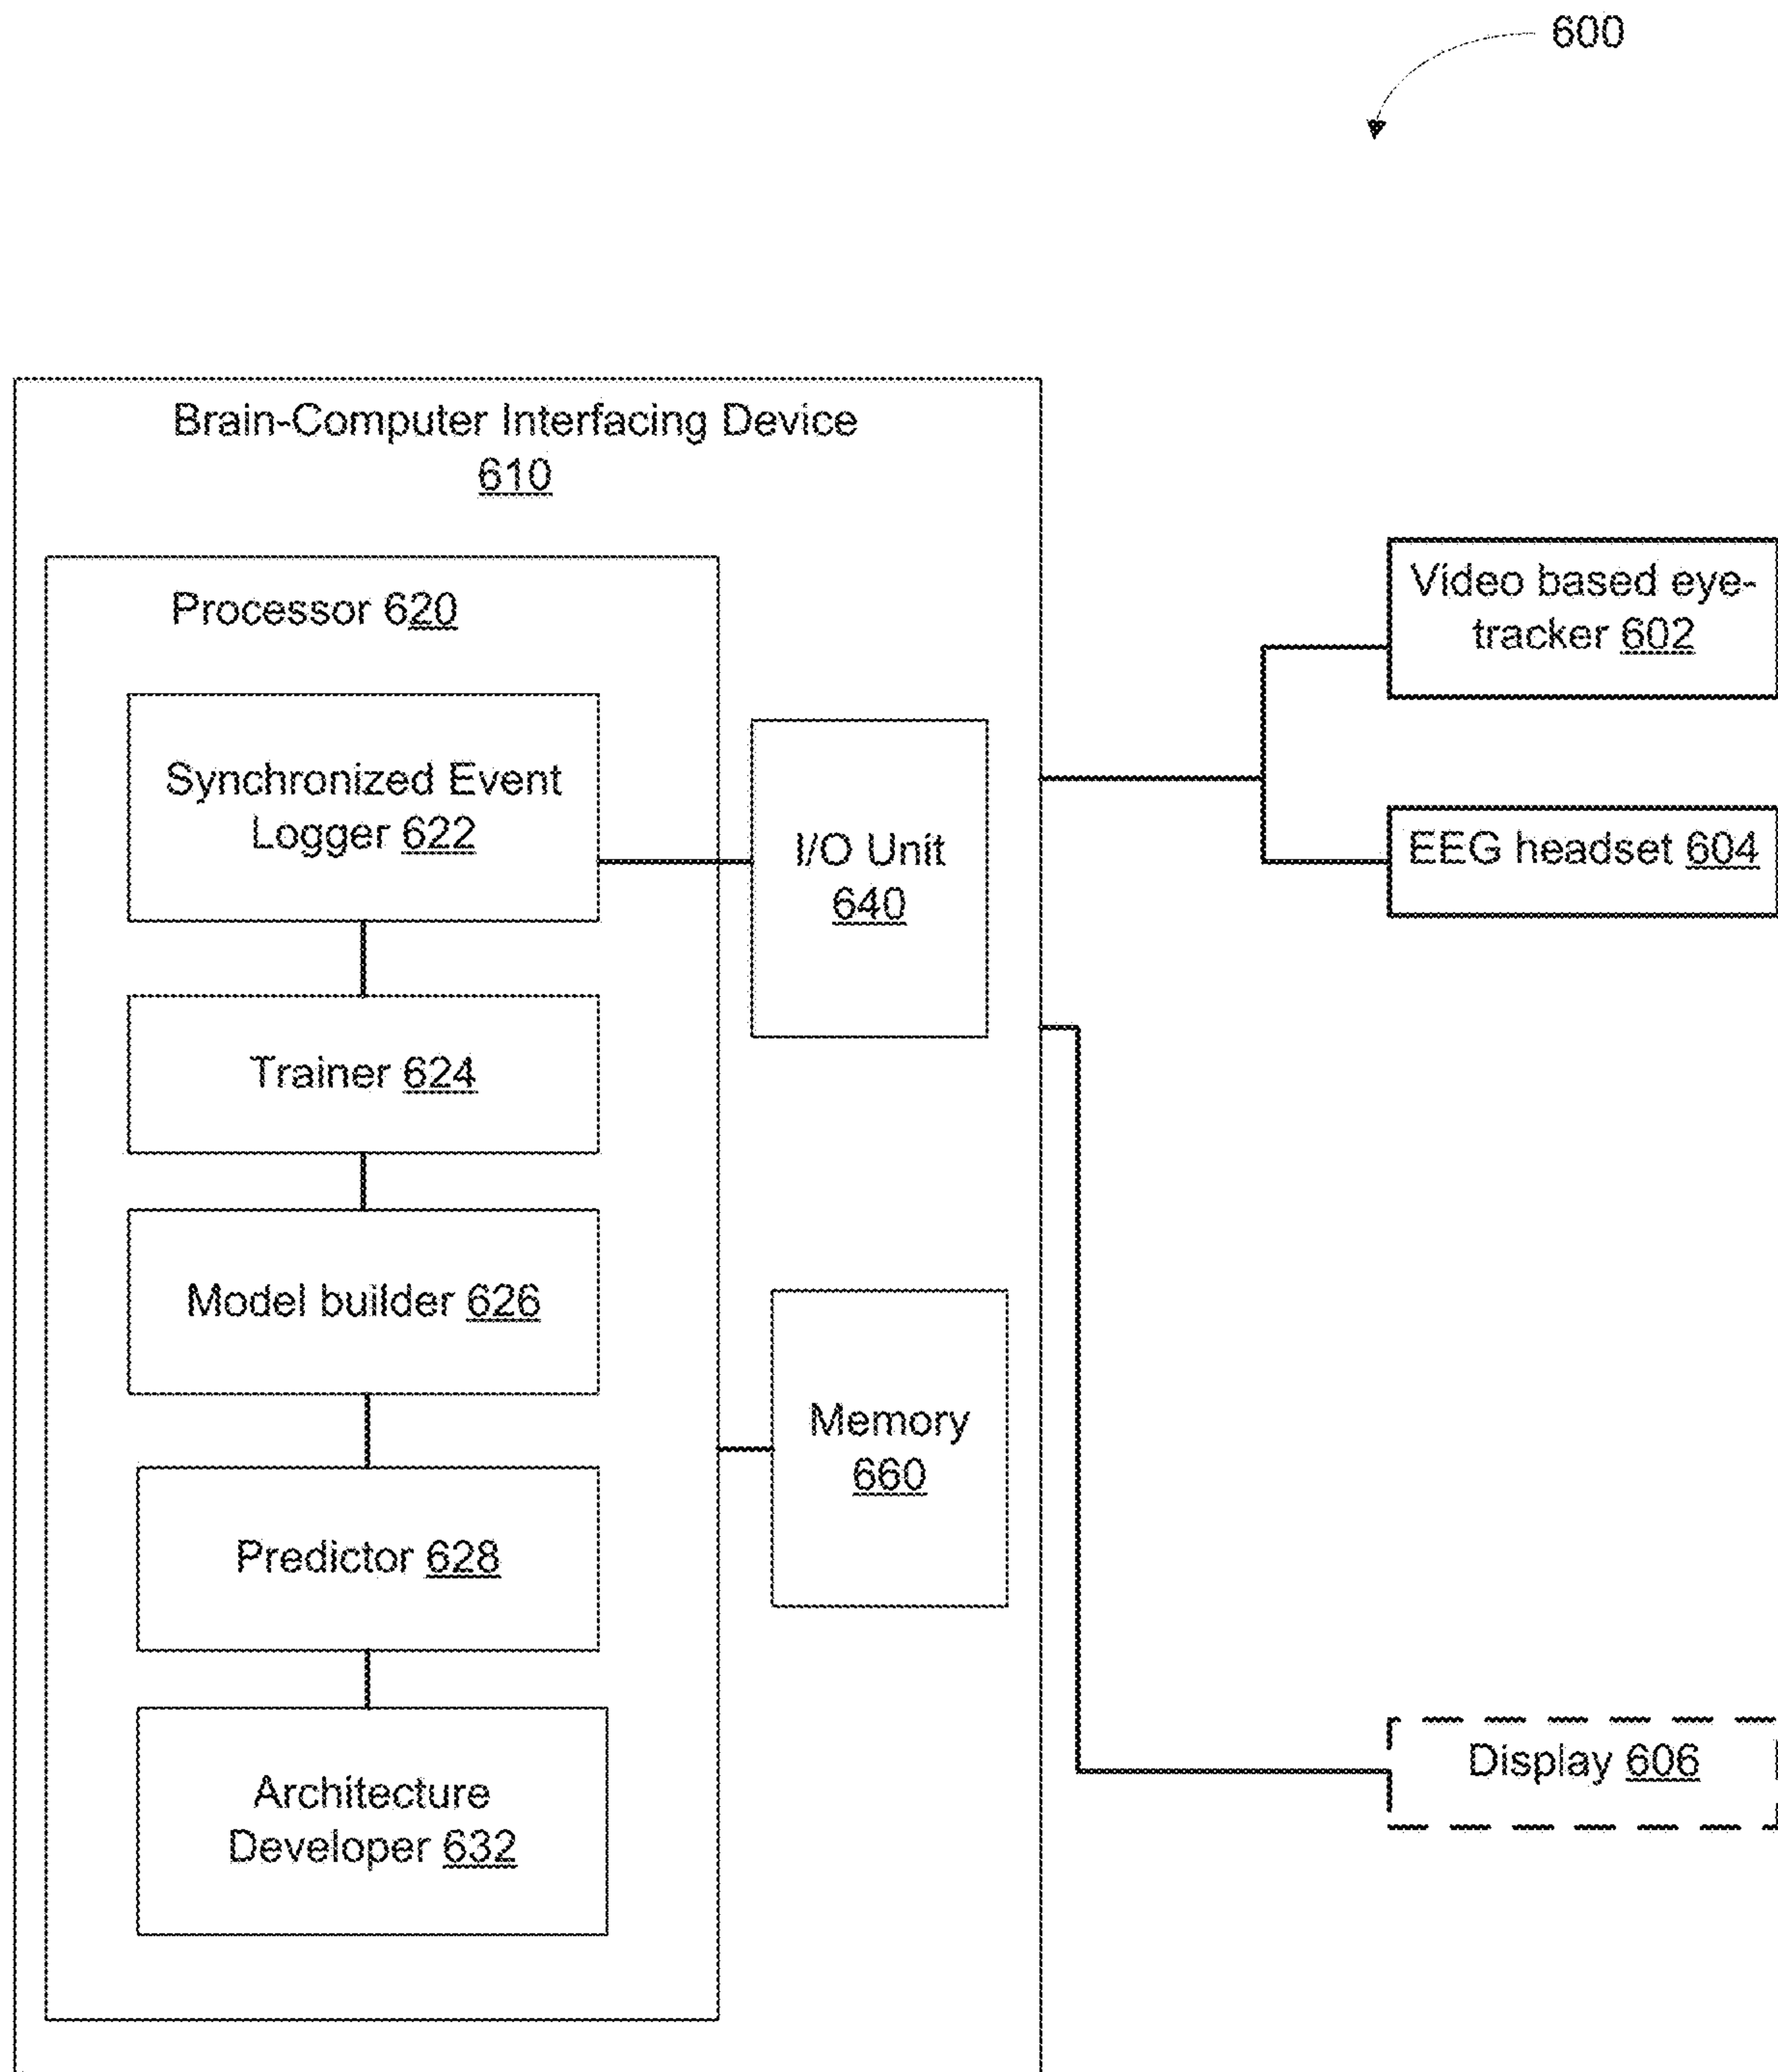 600
Brain-Computer Interfacing Device
610
Processor 620
Synchronized Event
Logger 622
Trainer 624
Model builder 626
Predictor 628
Architecture
Developer 632
I/O Unit
640
Memory
660
Video based eye-
tracker 602
EEG headset 604
Display 606